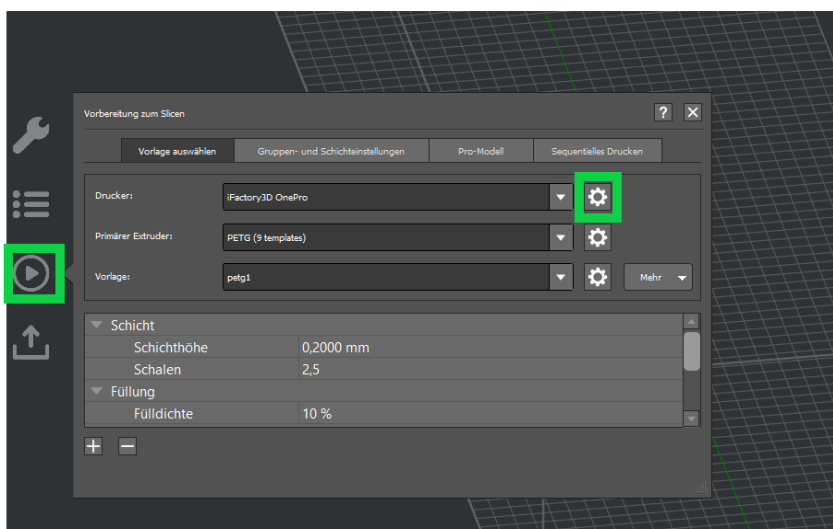 Vorbereitung zum Slicen ?
Vorlage auswählen Gruppen- und Schichteinstellungen Pro-Modell Sequentielles Drucken
Drucker: iFactory3D OnePro
Primärer Extruder: PETG (9 templates)
Vorlage: petg1 Mehr
Schicht
Schichthöhe 0,2000 mm
Schalen 2,5
Füllung
Fülldichte 10 %